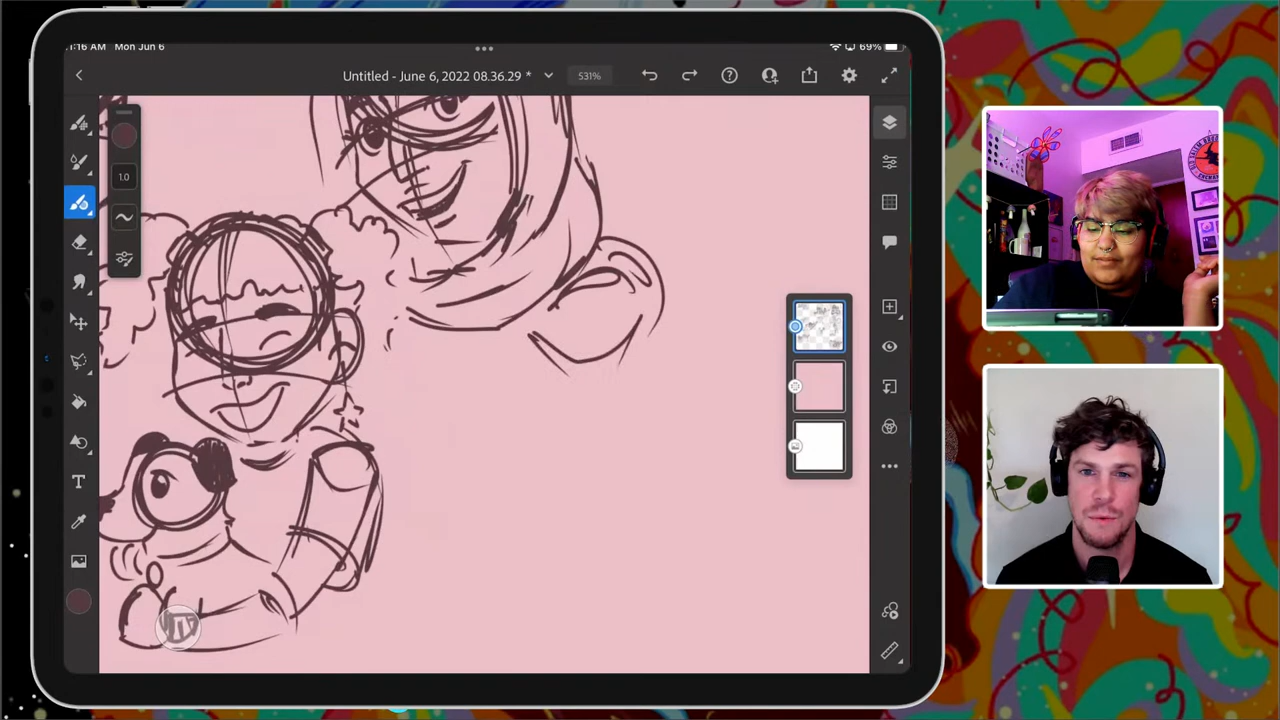 1:16 AM Mon Jun 6
69%
Untitled - June 6, 2022 08.36.29 *
531%
1.0
T